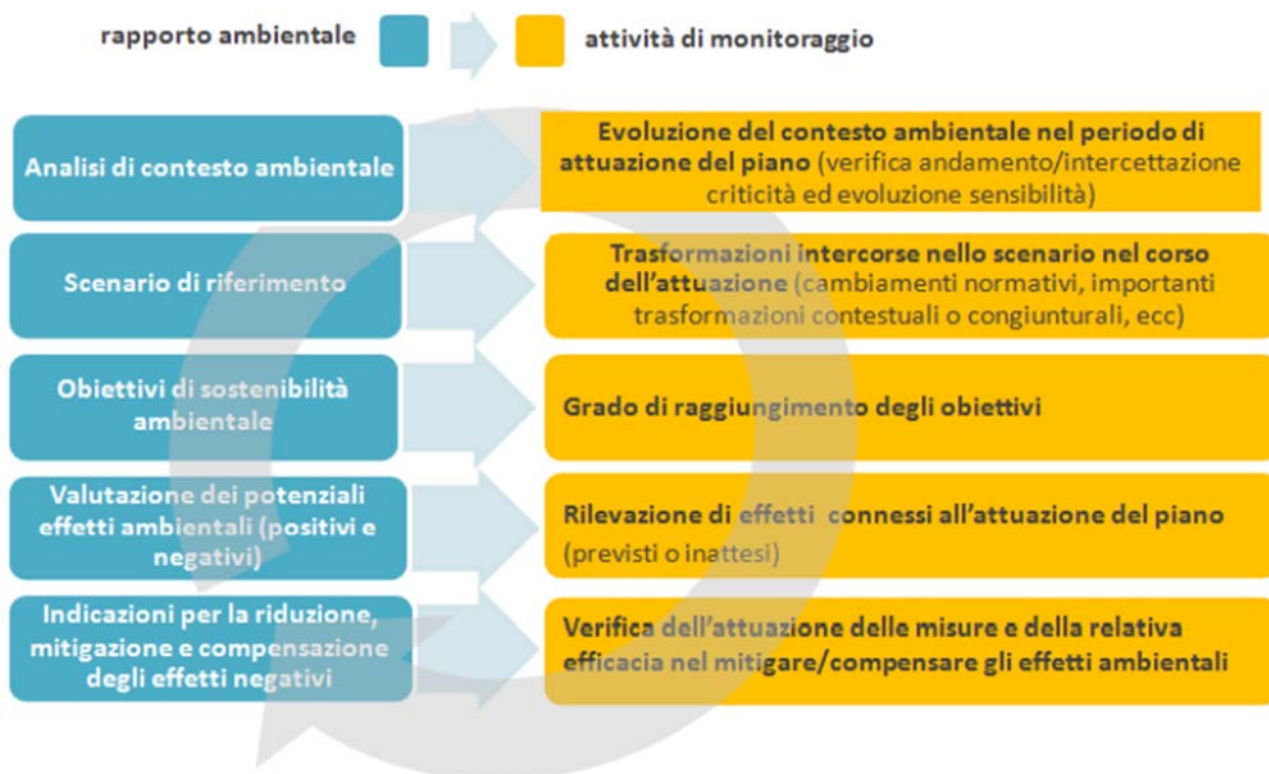 rapporto ambientale
attività di monitoraggio
Analisi di contesto ambientale
Evoluzione del contesto ambientale nel periodo di
attuazione del piano (verifica andamento/intercettazione
criticità ed evoluzione sensibilità)
Scenario di riferimento
Trasformazioni intercorse nello scenario nel corso
dell’attuazione (cambiamenti normativi, importanti
trasformazioni contestuali o congiunturali, ecc)
Obiettivi di sostenibilità
ambientale
Grado di raggiungimento degli obiettivi
Valutazione dei potenziali
effetti ambientali (positivi e
negativi)
Rilevazione di effetti  connessi all’attuazione del piano
(previsti o inattesi)
Indicazioni per la riduzione,
mitigazione e compensazione
degli effetti negativi
Verifica dell’attuazione delle misure e della relativa
efficacia nel mitigare/compensare gli effetti ambientali